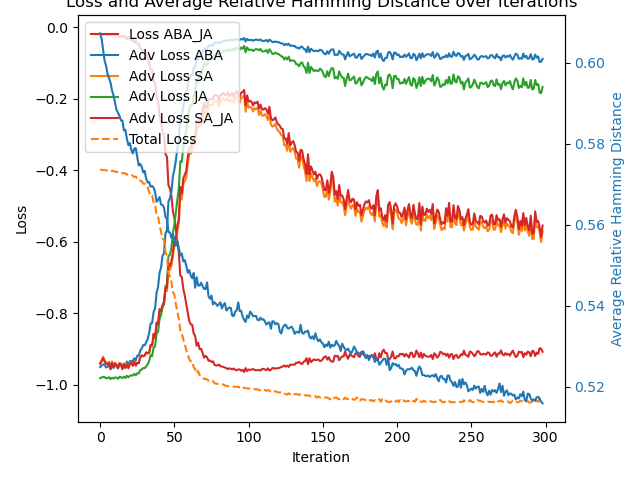 Loss and Average Relative Hamming Distance over Iterations
Loss ABA_JA
Adv Loss ABA
Adv Loss SA
Adv Loss JA
Adv Loss SA_JA
Total Loss
0.0
−0.2
−0.4
−0.6
−0.8
−1.0
Loss
0
50
100
150
200
250
300
Iteration
0.60
0.58
0.56
0.54
0.52
Average Relative Hamming Distance